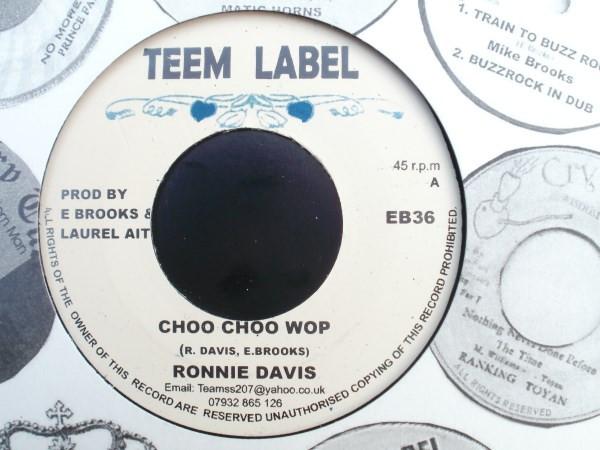 MATIC HORNS
NO MORE
PRINCE
1. TRAIN TO BUZZ
Mike Brooks
2. BUZZROCK IN DUB
TEEM LABEL
45 r.p.m
A
PROD BY
E BROOKS &
LAUREL AIT
EB36
CHOO CHOO WOP
(R. DAVIS, E.BROOKS)
RONNIE DAVIS
Email: Teamss207@yahoo.co.uk
07932 865 126
ALL RIGHTS OF THE OWNER OF THIS RECORD ARE RESERVED UNAUTHORISED COPYING OF THIS RECORD PROHIBITED.
Man
Nothing
Done Before
The Time
RANKING TOYAN
ALL RIGHTS RESERVED